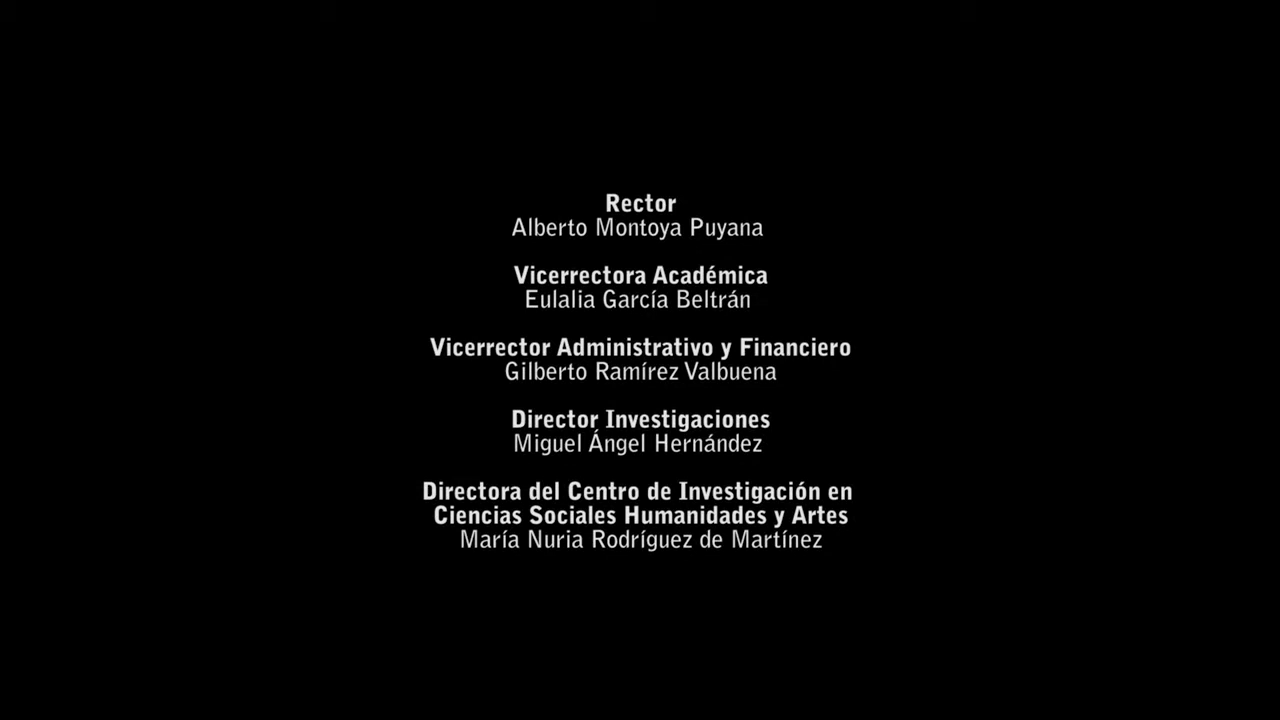 Rector
Alberto Montoya Puyana
Vicerrectora Académica
Eulalia García Beltrán
Vicerrector Administrativo y Financiero
Gilberto Ramírez Valbuena
Director Investigaciones
Miguel Ángel Hernández
Directora del Centro de Investigación en
Ciencias Sociales Humanidades y Artes
María Nuria Rodríguez de Martínez